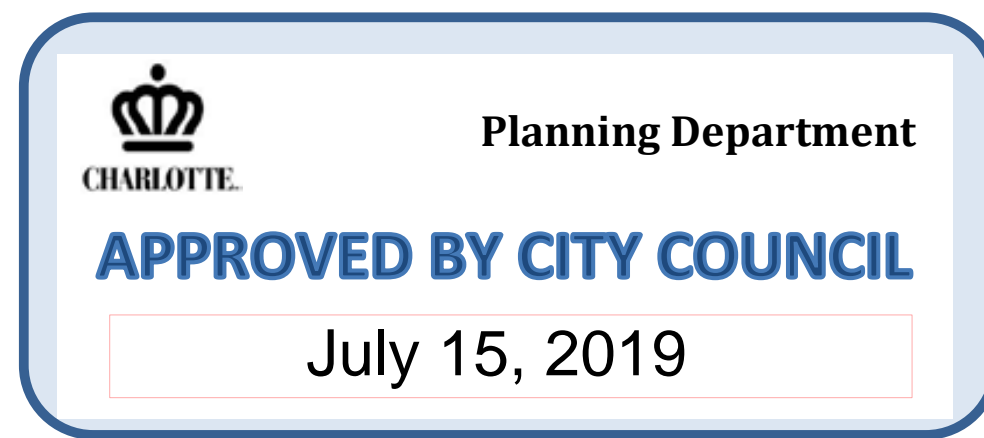 Planning Department
CHARLOTTE.
APPROVED BY CITY COUNCIL
July 15, 2019